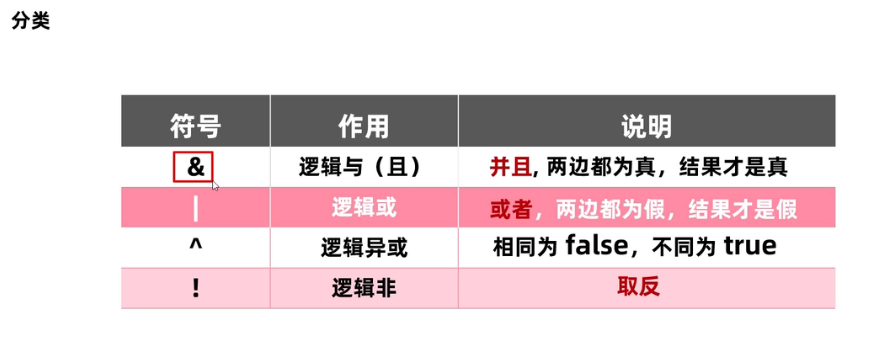 分类
符号 作用 说明
& 逻辑与（且） 并且, 两边都为真，结果才是真
| 逻辑或 或者，两边都为假，结果才是假
^ 逻辑异或 相同为 false，不同为 true
! 逻辑非 取反